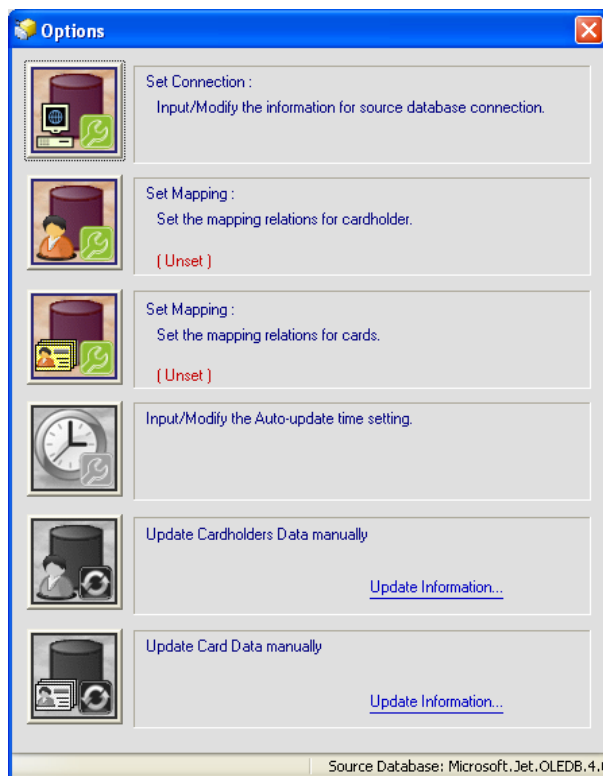 Options
Set Connection :
Input/Modify the information for source database connection.
Set Mapping :
Set the mapping relations for cardholder.
( Unset )
Set Mapping :
Set the mapping relations for cards.
( Unset )
Input/Modify the Auto-update time setting.
Update Cardholders Data manually
Update Information...
Update Card Data manually
Update Information...
Source Database: Microsoft.Jet.OLEDB.4.